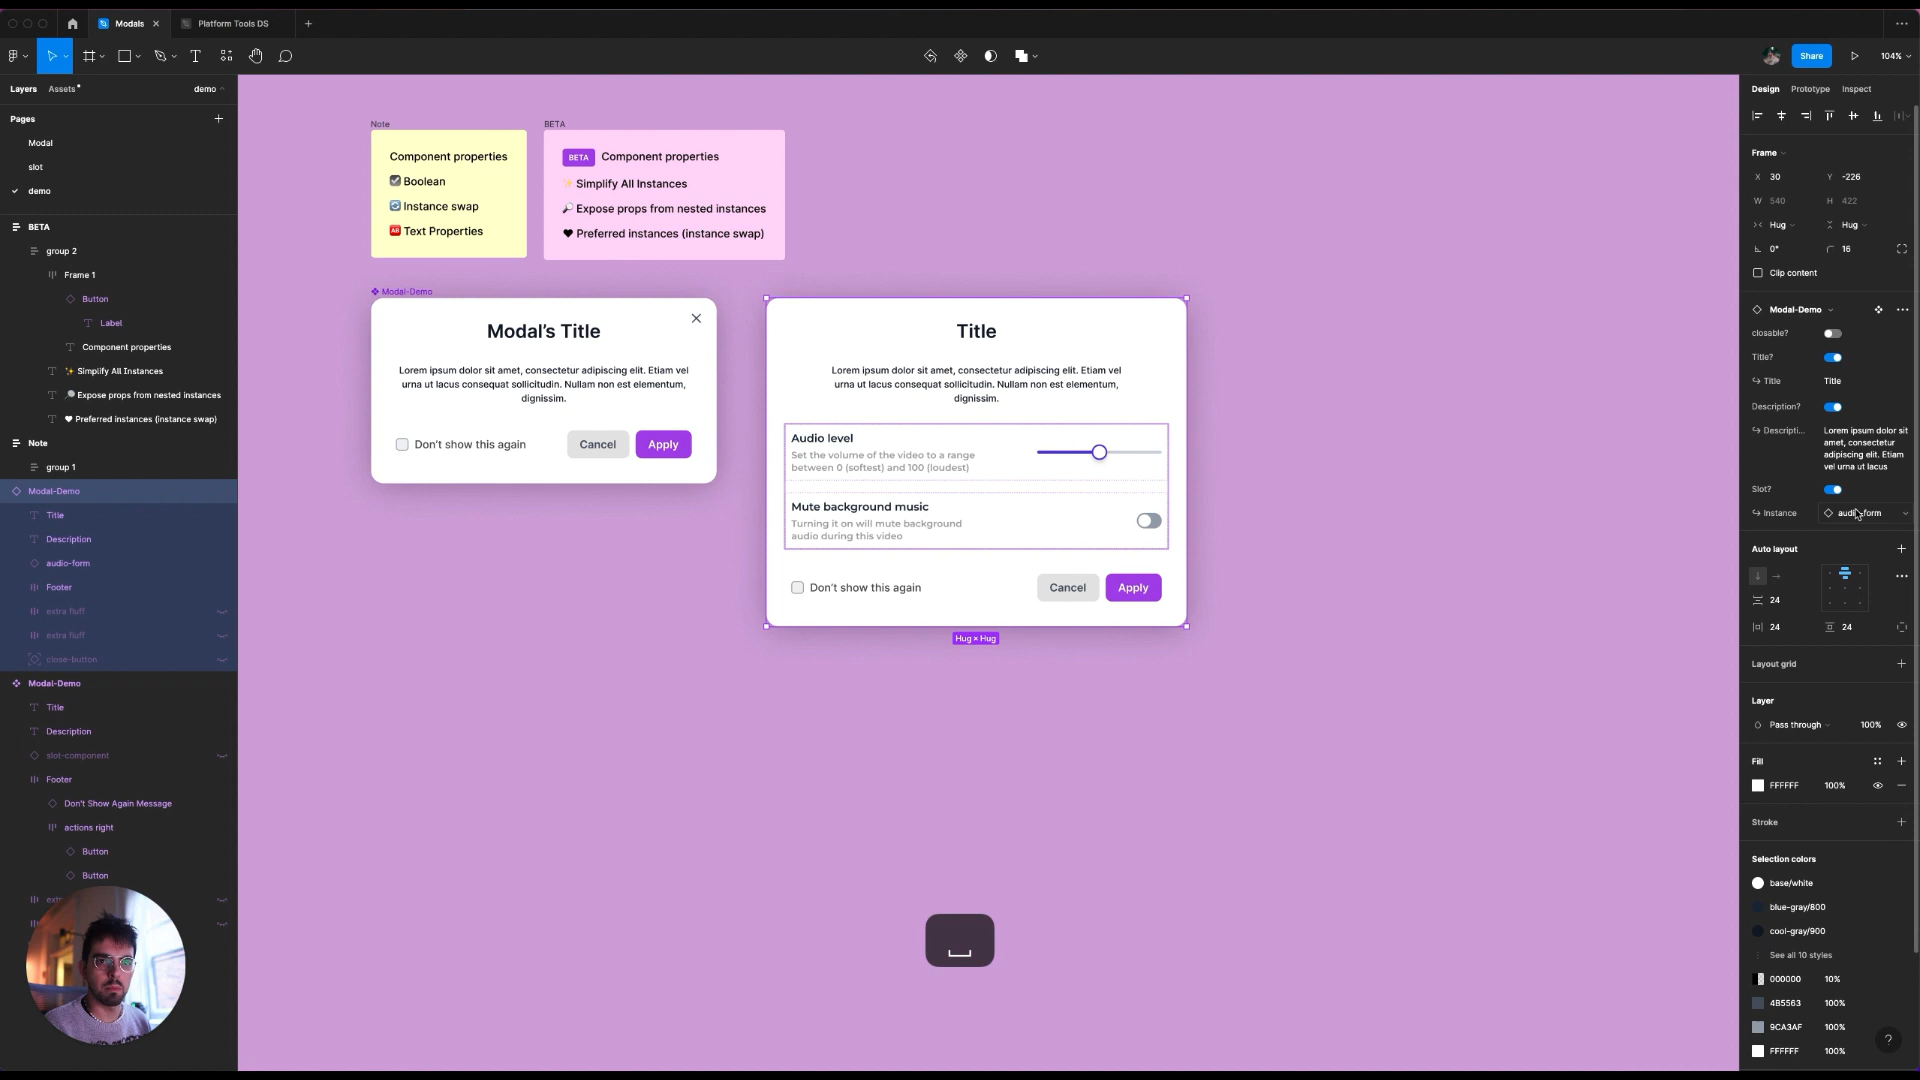 Modals
Platform Tools DS
Share
104%
Layers
Assets
demo
Pages
Modal
slot
demo
BETA
group 2
Frame 1
Button
Label
Component properties
✨ Simplify All Instances
🔎 Expose props from nested instances
♥ Preferred instances (instance swap)
Note
group 1
Modal-Demo
Title
Description
audio-form
Footer
extra fluff
extra fluff
close-button
Modal-Demo
Title
Description
slot-component
Footer
Don't Show Again Message
actions right
Button
Button
Note
Component properties
Boolean
Instance swap
Text Properties
BETA
BETA Component properties
✨ Simplify All Instances
🔎 Expose props from nested instances
♥ Preferred instances (instance swap)
Modal-Demo
Modal's Title
Lorem ipsum dolor sit amet, consectetur adipiscing elit. Etiam vel
urna ut lacus consequat sollicitudin. Nullam non est elementum,
dignissim.
Don't show this again
Cancel
Apply
Title
Lorem ipsum dolor sit amet, consectetur adipiscing elit. Etiam vel
urna ut lacus consequat sollicitudin. Nullam non est elementum,
dignissim.
Audio level
Set the volume of the video to a range
between 0 (softest) and 100 (loudest)
Mute background music
Turning it on will mute background
audio during this video
Don't show this again
Cancel
Apply
Hug × Hug
Design
Prototype
Inspect
Frame
X 30 Y -226
W 540 H 422
Hug Hug
0° 16
Clip content
Modal-Demo
closable?
Title?
Title Title
Description?
Descripti... Lorem ipsum dolor sit
amet, consectetur
adipiscing elit. Etiam
vel urna ut lacus
Slot?
Instance audio-form
Auto layout
24
24 24
Layout grid
Layer
Pass through 100%
Fill
FFFFFF 100%
Stroke
Selection colors
base/white
blue-gray/800
cool-gray/900
See all 10 styles
000000 10%
4B5563 100%
9CA3AF 100%
FFFFFF 100%
?